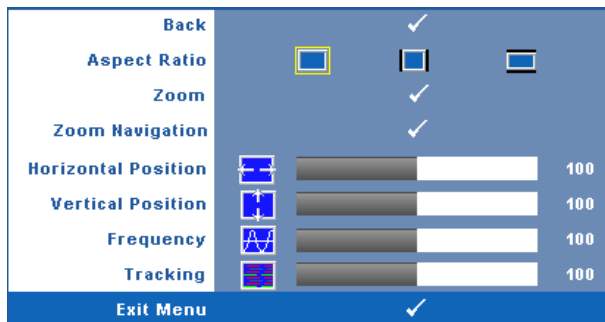 Back
Aspect Ratio
Zoom
Zoom Navigation
Horizontal Position 100
Vertical Position 100
Frequency 100
Tracking 100
Exit Menu